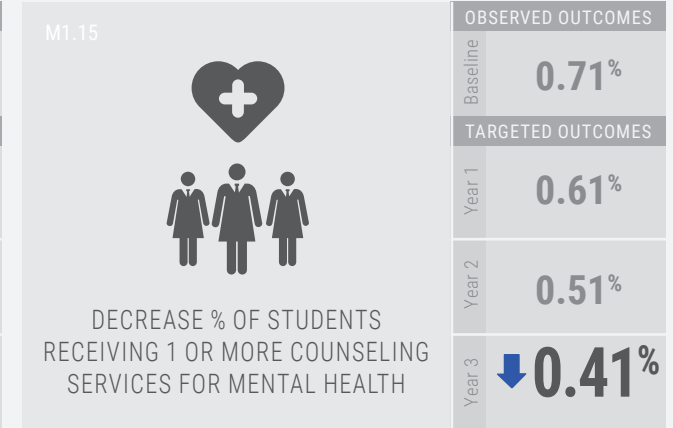 M1.15
DECREASE % OF STUDENTS
RECEIVING 1 OR MORE COUNSELING
SERVICES FOR MENTAL HEALTH
OBSERVED OUTCOMES
Baseline
0.71%
TARGETED OUTCOMES
Year 1
0.61%
Year 2
0.51%
Year 3
0.41%